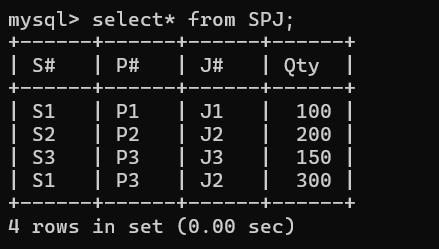 mysql> select* from SPJ;
+------+------+------+------+
| S#   | P#   | J#   | Qty  |
+------+------+------+------+
| S1   | P1   | J1   |  100 |
| S2   | P2   | J2   |  200 |
| S3   | P3   | J3   |  150 |
| S1   | P3   | J2   |  300 |
+------+------+------+------+
4 rows in set (0.00 sec)